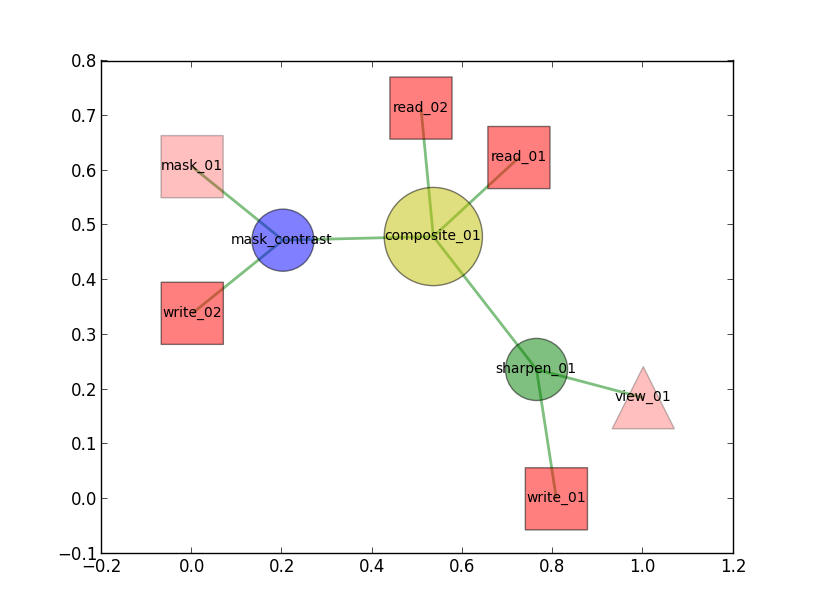 0.8
0.7
0.6
0.5
0.4
0.3
0.2
0.1
0.0
−0.1
read_02
read_01
mask_01
composite_01
mask_contrast
write_02
sharpen_01
view_01
write_01
−0.2 0.0 0.2 0.4 0.6 0.8 1.0 1.2